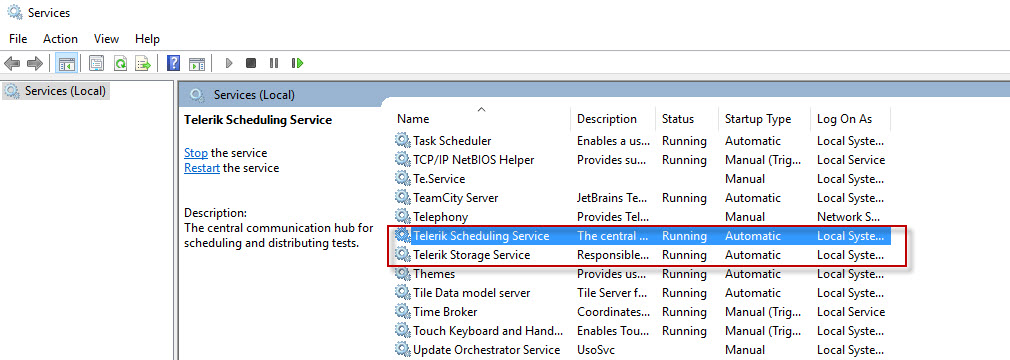 Services
File Action View Help
Services (Local)
Services (Local)
Telerik Scheduling Service
Stop the service
Restart the service
Description:
The central communication hub for
scheduling and distributing tests.
Name Description Status Startup Type Log On As
Task Scheduler Enables a us... Running Automatic Local Syste...
TCP/IP NetBIOS Helper Provides su... Running Manual (Trig... Local Service
Te.Service Manual Local Syste...
TeamCity Server JetBrains Te... Running Automatic Local Syste...
Telephony Provides Tel... Manual Network S...
Telerik Scheduling Service The central ... Running Automatic Local Syste...
Telerik Storage Service Responsible... Running Automatic Local Syste...
Themes Provides us... Running Automatic Local Syste...
Tile Data model server Tile Server f... Running Automatic Local Syste...
Time Broker Coordinates... Running Manual (Trig... Local Service
Touch Keyboard and Hand... Enables Tou... Running Manual (Trig... Local Syste...
Update Orchestrator Service UsoSvc Manual Local Syste...